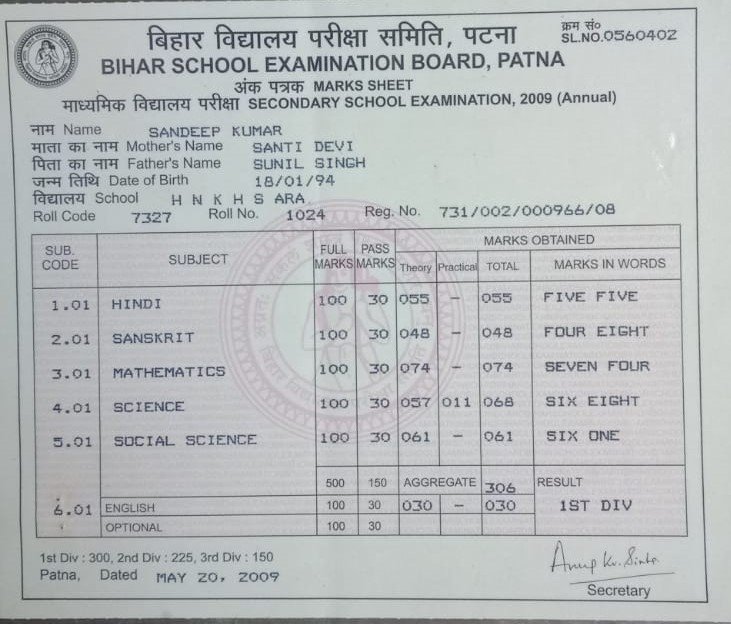 बिहार विद्यालय परीक्षा समिति, पटना
क्रम सं०
SL.NO.0560402
BIHAR SCHOOL EXAMINATION BOARD, PATNA
अंक पत्रक MARKS SHEET
माध्यमिक विद्यालय परीक्षा SECONDARY SCHOOL EXAMINATION, 2009 (Annual)
नाम Name SANDEEP KUMAR
माता का नाम Mother's Name SANTI DEVI
पिता का नाम Father's Name SUNIL SINGH
जन्म तिथि Date of Birth 18/01/94
विद्यालय School H N K H S ARA
Roll Code 7327 Roll No. 1024 Reg. No. 731/002/000966/08
SUB. CODE SUBJECT FULL MARKS PASS MARKS MARKS OBTAINED
Theory Practical TOTAL MARKS IN WORDS
1.01 HINDI 100 30 055 – 055 FIVE FIVE
2.01 SANSKRIT 100 30 048 – 048 FOUR EIGHT
3.01 MATHEMATICS 100 30 074 – 074 SEVEN FOUR
4.01 SCIENCE 100 30 057 011 068 SIX EIGHT
5.01 SOCIAL SCIENCE 100 30 061 – 061 SIX ONE
500 150 AGGREGATE 306 RESULT
6.01 ENGLISH 100 30 030 – 030 1ST DIV
OPTIONAL 100 30
1st Div : 300, 2nd Div : 225, 3rd Div : 150
Patna, Dated MAY 20, 2009
Anup Kr. Sinha
Secretary